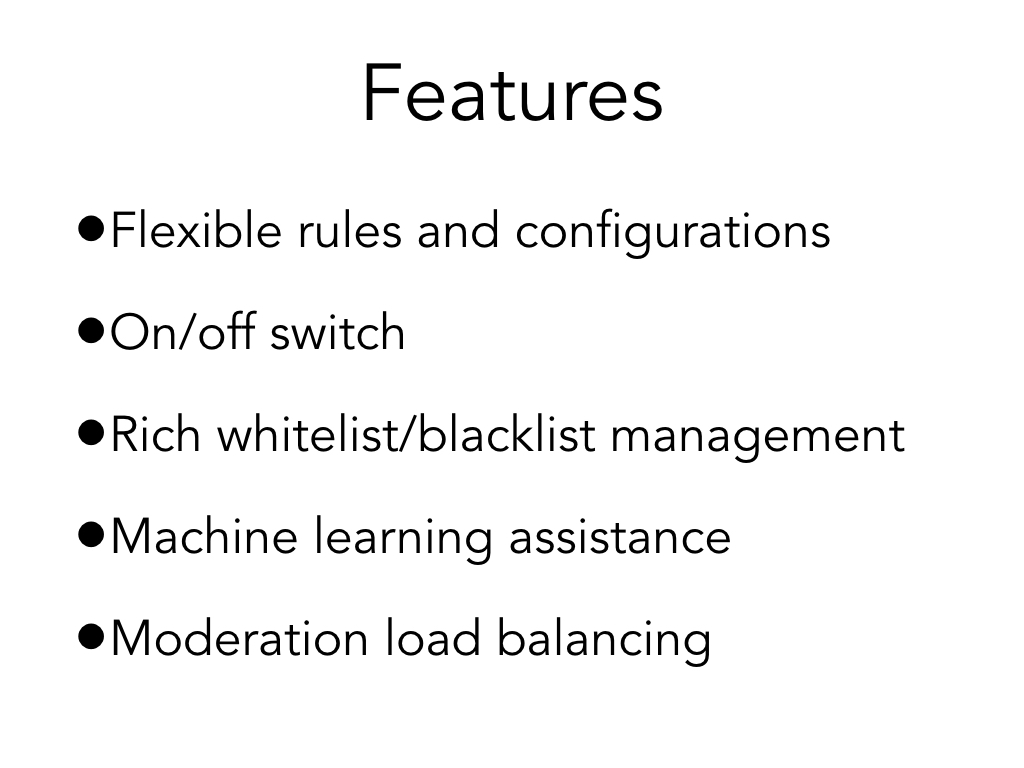 Features
•Flexible rules and configurations
•On/off switch
•Rich whitelist/blacklist management
•Machine learning assistance
•Moderation load balancing